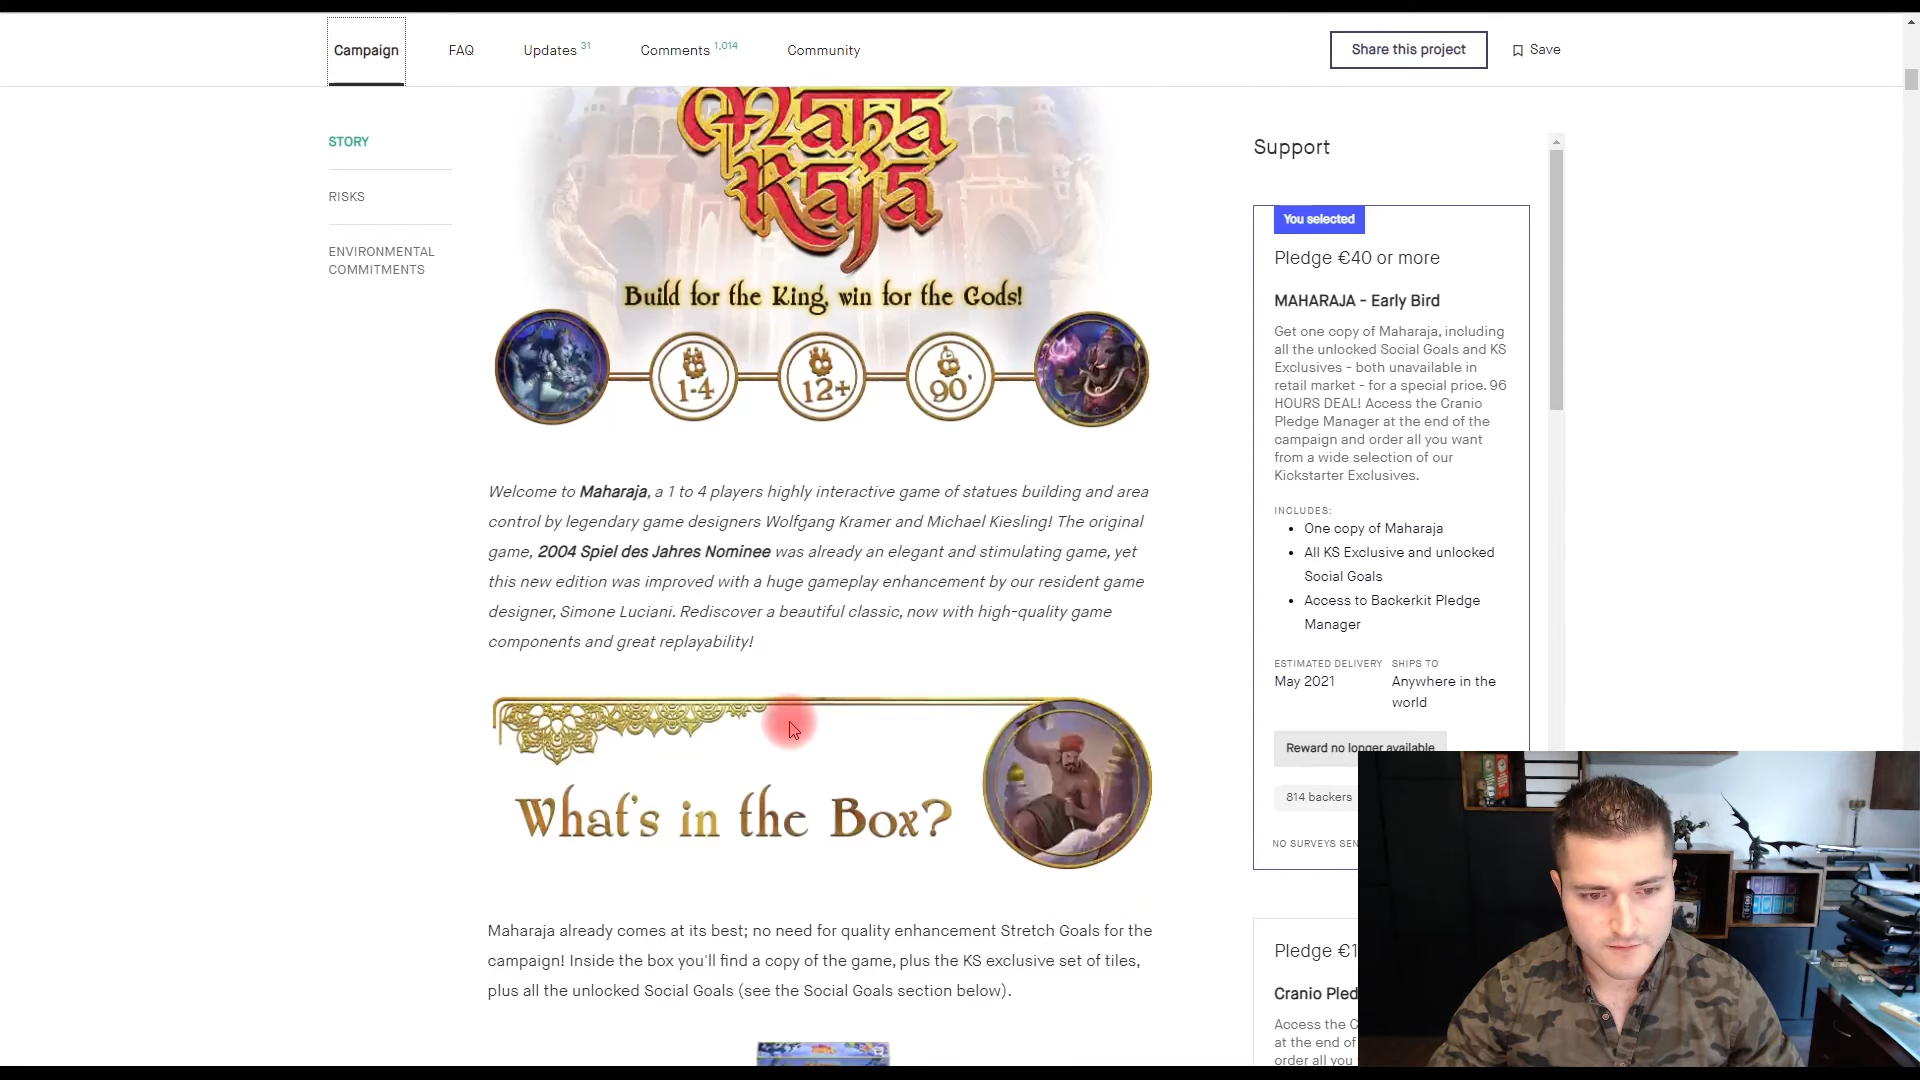 Campaign
FAQ
Updates 31
Comments 1,014
Community
Share this project
Save
STORY
RISKS
ENVIRONMENTAL
COMMITMENTS
Maha
Raja
Build for the King, win for the Gods!
1-4
12+
90'
Welcome to Maharaja, a 1 to 4 players highly interactive game of statues building and area
control by legendary game designers Wolfgang Kramer and Michael Kiesling! The original
game, 2004 Spiel des Jahres Nominee was already an elegant and stimulating game, yet
this new edition was improved with a huge gameplay enhancement by our resident game
designer, Simone Luciani. Rediscover a beautiful classic, now with high-quality game
components and great replayability!
What's in the Box?
Maharaja already comes at its best; no need for quality enhancement Stretch Goals for the
campaign! Inside the box you'll find a copy of the game, plus the KS exclusive set of tiles,
plus all the unlocked Social Goals (see the Social Goals section below).
Support
You selected
Pledge €40 or more
MAHARAJA - Early Bird
Get one copy of Maharaja, including
all the unlocked Social Goals and KS
Exclusives - both unavailable in
retail market - for a special price. 96
HOURS DEAL! Access the Cranio
Pledge Manager at the end of the
campaign and order all you want
from a wide selection of our
Kickstarter Exclusives.
INCLUDES:
• One copy of Maharaja
• All KS Exclusive and unlocked
Social Goals
• Access to Backerkit Pledge
Manager
ESTIMATED DELIVERY SHIPS TO
May 2021 Anywhere in the
world
Reward no longer available
814 backers
NO SURVEYS SEN
Pledge €1
Cranio Pled
Access the C
at the end of
order all you